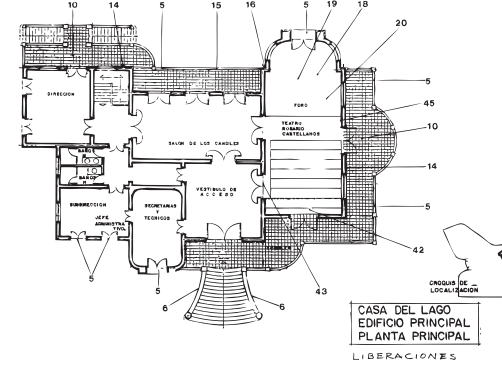 10 14 5 15 16 5 19 18
20
DIRECCION
5
FORO
45
TEATRO
ROSARIO
CASTELLANOS
10
SALON DE LOS CANDILES
BAÑOS
H
14
BAÑOS
M
VESTIBULO DE
ACCESO
SUBDIRECCION
SECRETARIAS
Y
TECNICOS
5
JEFE
ADMINISTRA
TIVO
42
5
5
43
6
6
CROQUIS DE
LOCALIZACION
CASA DEL LAGO
EDIFICIO PRINCIPAL
PLANTA PRINCIPAL
LIBERACIONES